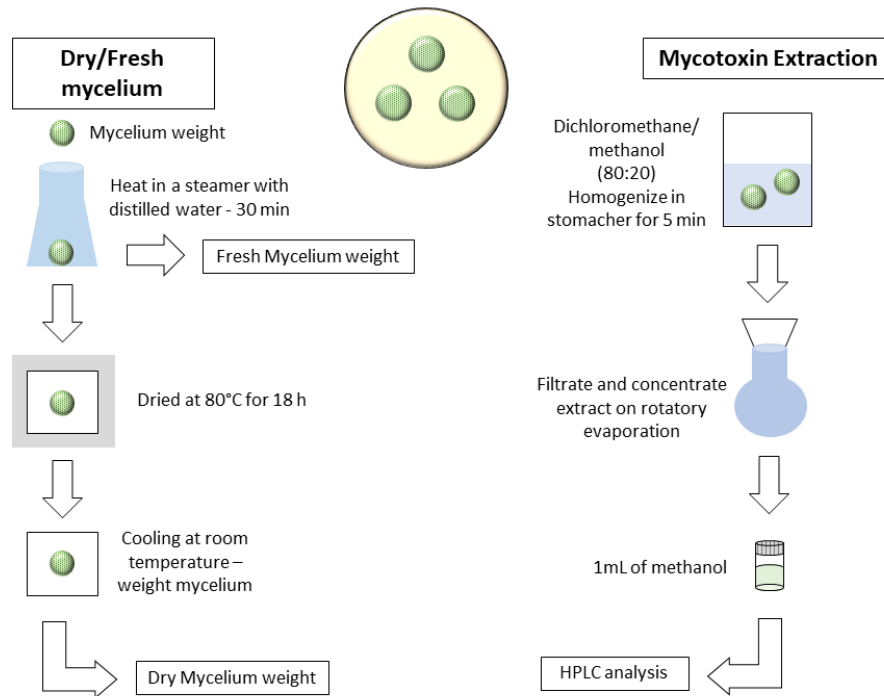 Dry/Fresh
mycelium
Mycelium weight
Heat in a steamer with
distilled water - 30 min
Fresh Mycelium weight
Dried at 80°C for 18 h
Cooling at room
temperature –
weight mycelium
Dry Mycelium weight
Mycotoxin Extraction
Dichloromethane/
methanol
(80:20)
Homogenize in
stomacher for 5 min
Filtrate and concentrate
extract on rotatory
evaporation
1mL of methanol
HPLC analysis